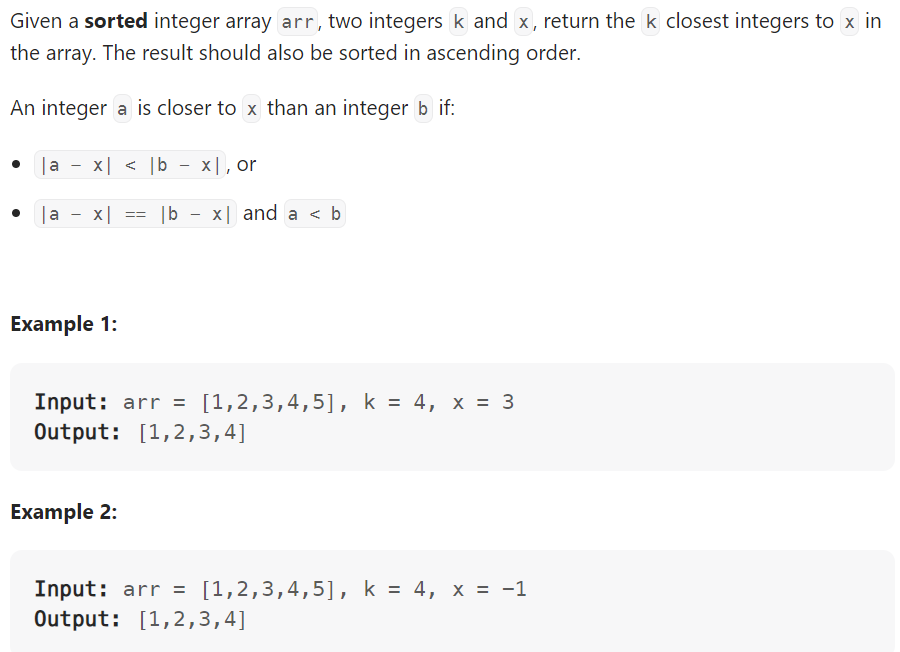 Given a sorted integer array arr, two integers k and x, return the k closest integers to x in
the array. The result should also be sorted in ascending order.
An integer a is closer to x than an integer b if:
• |a - x| < |b - x|, or
• |a - x| == |b - x| and a < b
Example 1:
Input: arr = [1,2,3,4,5], k = 4, x = 3
Output: [1,2,3,4]
Example 2:
Input: arr = [1,2,3,4,5], k = 4, x = -1
Output: [1,2,3,4]